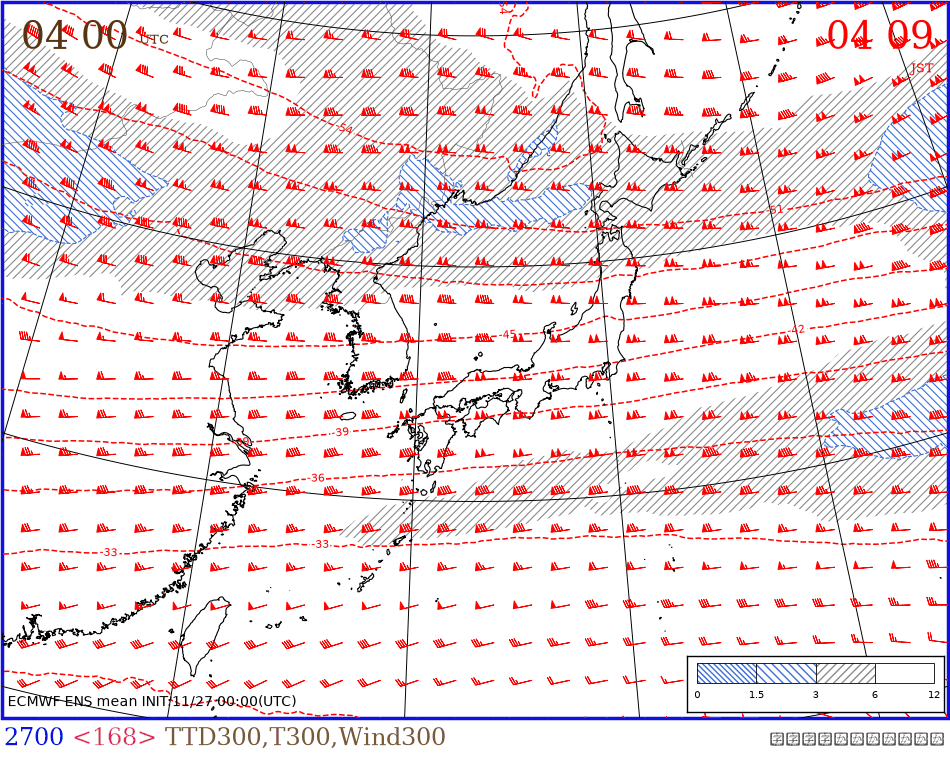 04 00 UTC
04 09
JST
-54
-51
-45
-42
-39
-36
-33
-33
ECMWF ENS mean INIT:11/27 00:00(UTC)
0 1.5 3 6 12
2700 <168> TTD300,T300,Wind300